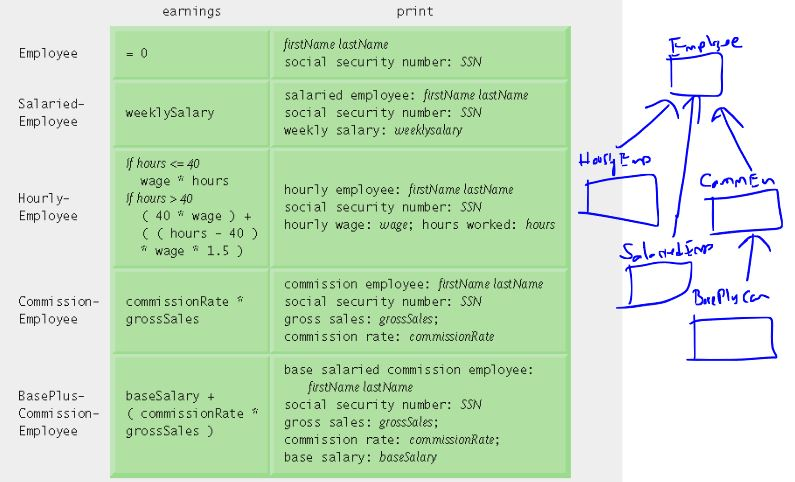 earnings
print
Employee
= 0
firstName lastName
social security number: SSN
Salaried-
Employee
weeklySalary
salaried employee: firstName lastName
social security number: SSN
weekly salary: weeklysalary
Hourly-
Employee
If hours <= 40
wage * hours
If hours > 40
( 40 * wage ) +
( ( hours - 40 )
* wage * 1.5 )
hourly employee: firstName lastName
social security number: SSN
hourly wage: wage; hours worked: hours
Commission-
Employee
commissionRate *
grossSales
commission employee: firstName lastName
social security number: SSN
gross sales: grossSales;
commission rate: commissionRate
BasePlus-
Commission-
Employee
baseSalary +
( commissionRate *
grossSales )
base salaried commission employee:
firstName lastName
social security number: SSN
gross sales: grossSales;
commission rate: commissionRate;
base salary: baseSalary
Employee
HourlyEmp
CommEm
SalariedEmp